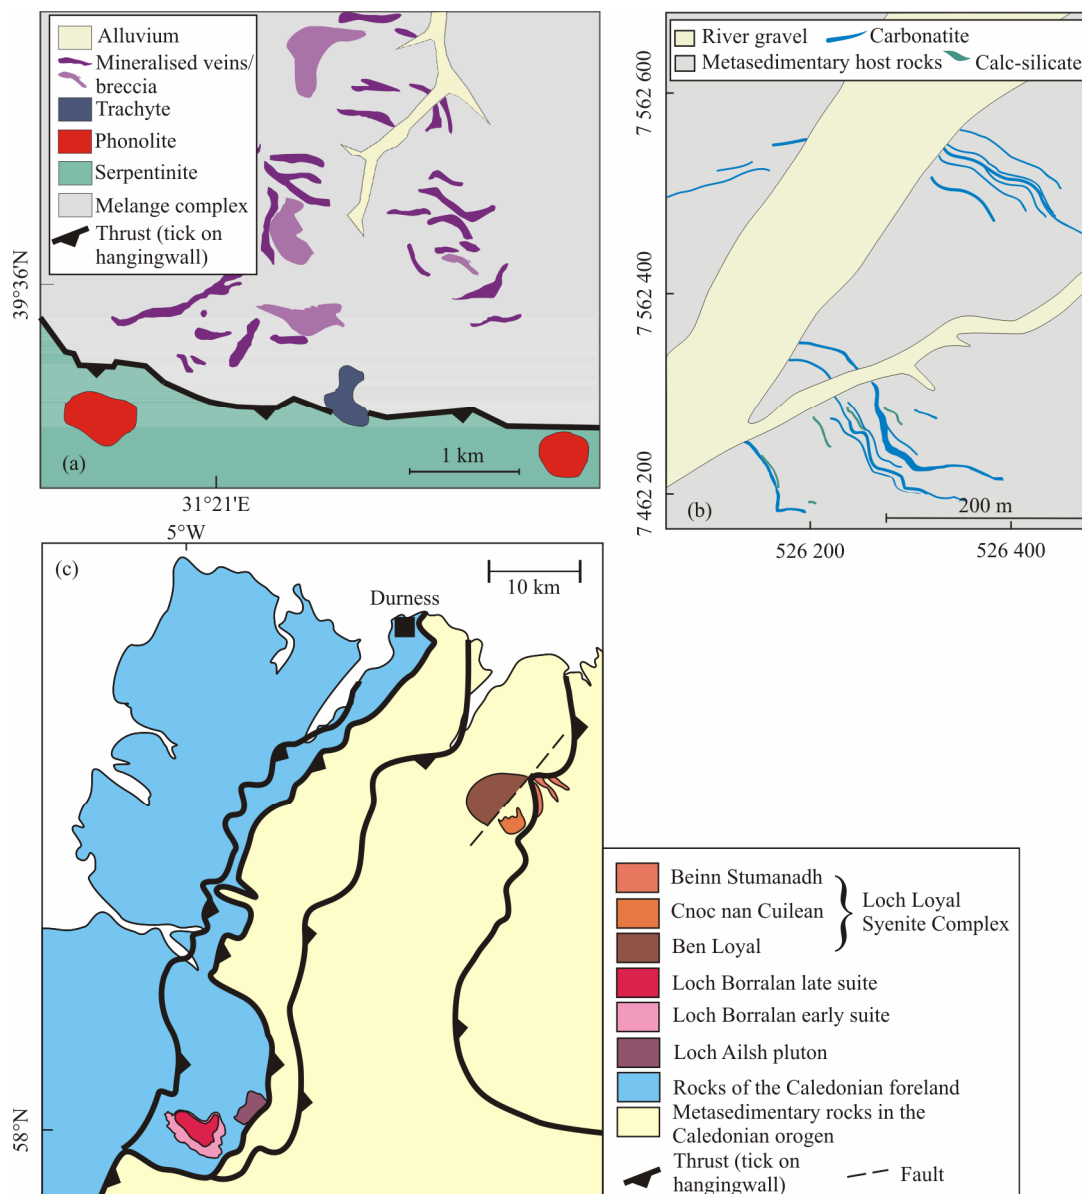 Alluvium
Mineralised veins/
breccia
Trachyte
Phonolite
Serpentinite
Melange complex
Thrust (tick on
hangingwall)
39°36'N
(a)
1 km
31°21'E
River gravel
Carbonatite
Metasedimentary host rocks
Calc-silicate
7 562 600
7 562 400
7 462 200
(b)
200 m
526 200
526 400
5°W
(c)
10 km
Durness
58°N
Beinn Stumanadh
Cnoc nan Cuilean
Ben Loyal
Loch Loyal
Syenite Complex
Loch Borralan late suite
Loch Borralan early suite
Loch Ailsh pluton
Rocks of the Caledonian foreland
Metasedimentary rocks in the
Caledonian orogen
Thrust (tick on
hangingwall)
Fault